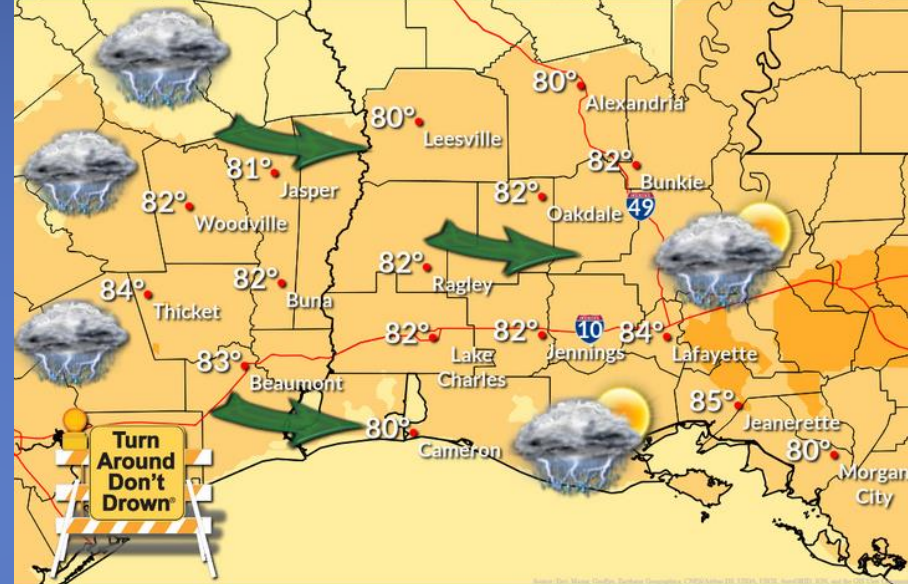 80°
Alexandria
80°
Leesville
82°
Bunkie
81°
Jasper
82°
Oakdale
INTERSTATE
49
82°
Woodville
82°
Ragley
82°
Buna
84°
Thicket
82°
Lake
Charles
82°
Jennings
10
84°
Lafayette
83°
Beaumont
85°
Jeanerette
80°
Cameron
80°
Morgan
City
Turn
Around
Don't
Drown®